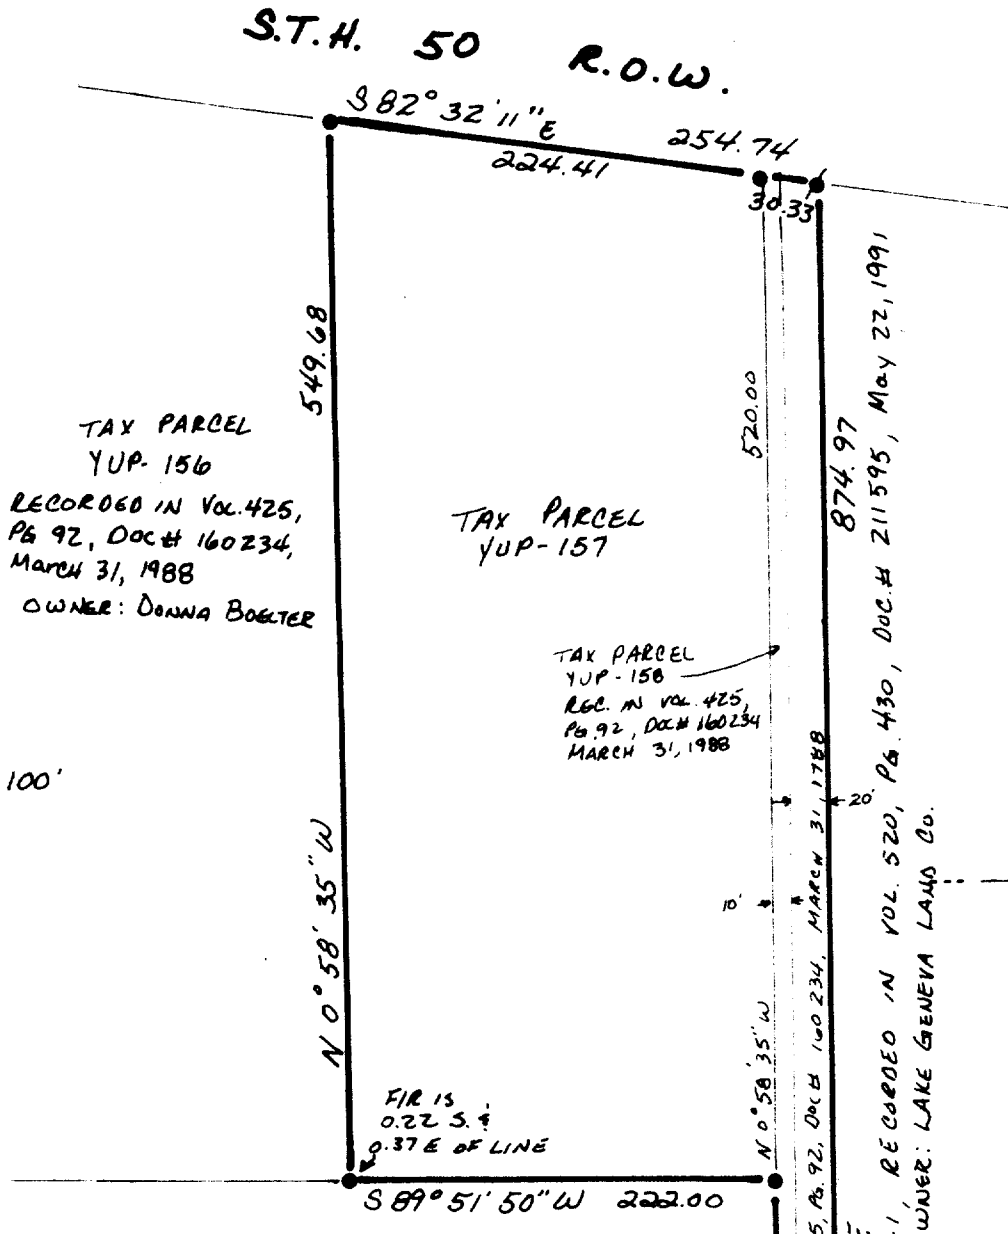 S.T.H. 50 R.O.W.
S 82° 32' 11" E
254.74
224.41
30.33
549.68
520.00
874.97
TAX PARCEL
YUP-156
RECORDED IN VOL. 425,
PG 92, DOC# 160234,
MARCH 31, 1988
OWNER: DONNA BOELTER
TAX PARCEL
YUP-157
TAX PARCEL
YUP-158
REC. IN VOL. 425,
PG. 92, DOC# 160234
MARCH 31, 1988
100'
20'
10'
N 0° 58' 35" W
N 0° 58' 35" W
F/R IS
0.22 S. &
0.37 E OF LINE
S 89° 51' 50" W 222.00
5, PG. 92, DOC# 160234, MARCH 31, 1988
1, RECORDED IN VOL. 520, PG. 430, DOC.# 211595, May 22, 1991
WNER: LAKE GENEVA LAND CO.